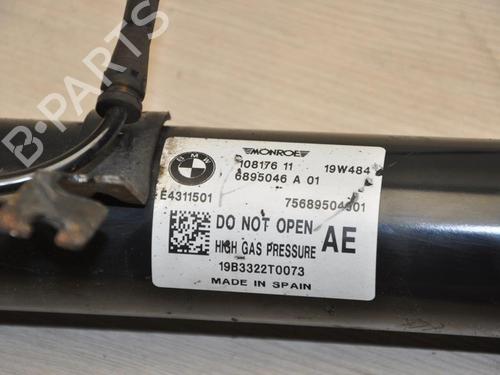 B-PARTS
BMW
MONROE
108176 11
19W484
6895046 A 01
E4311501
75689504601
DO NOT OPEN
HIGH GAS PRESSURE
AE
19B3322T0073
MADE IN SPAIN